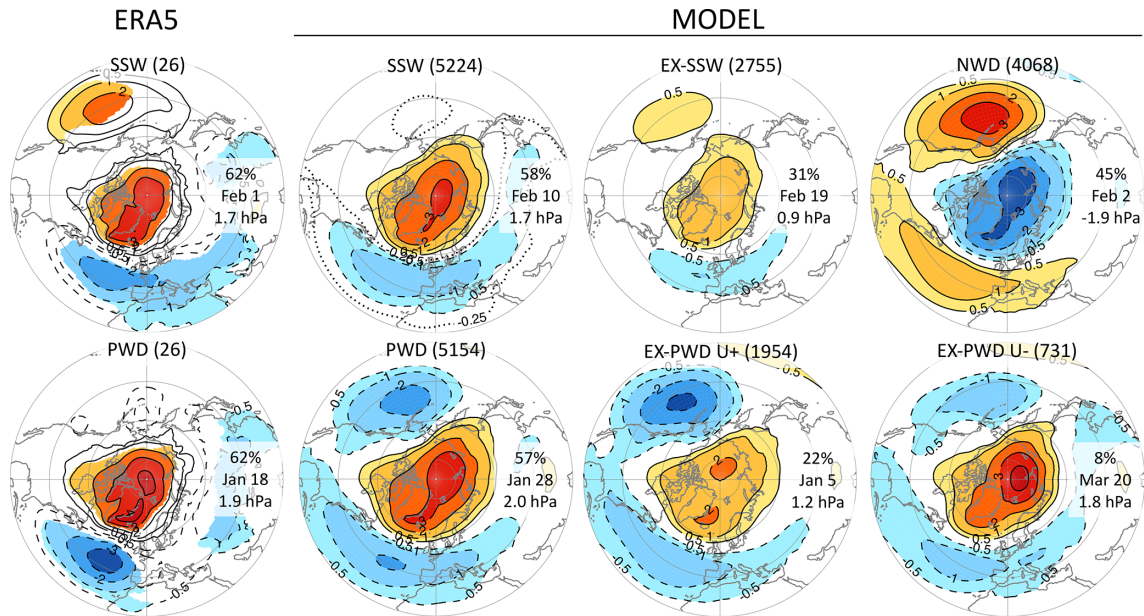 ERA5
MODEL
SSW (26)
SSW (5224)
EX-SSW (2755)
NWD (4068)
62%
Feb 1
1.7 hPa
58%
Feb 10
1.7 hPa
31%
Feb 19
0.9 hPa
45%
Feb 2
-1.9 hPa
PWD (26)
PWD (5154)
EX-PWD U+ (1954)
EX-PWD U- (731)
62%
Jan 18
1.9 hPa
57%
Jan 28
2.0 hPa
22%
Jan 5
1.2 hPa
8%
Mar 20
1.8 hPa